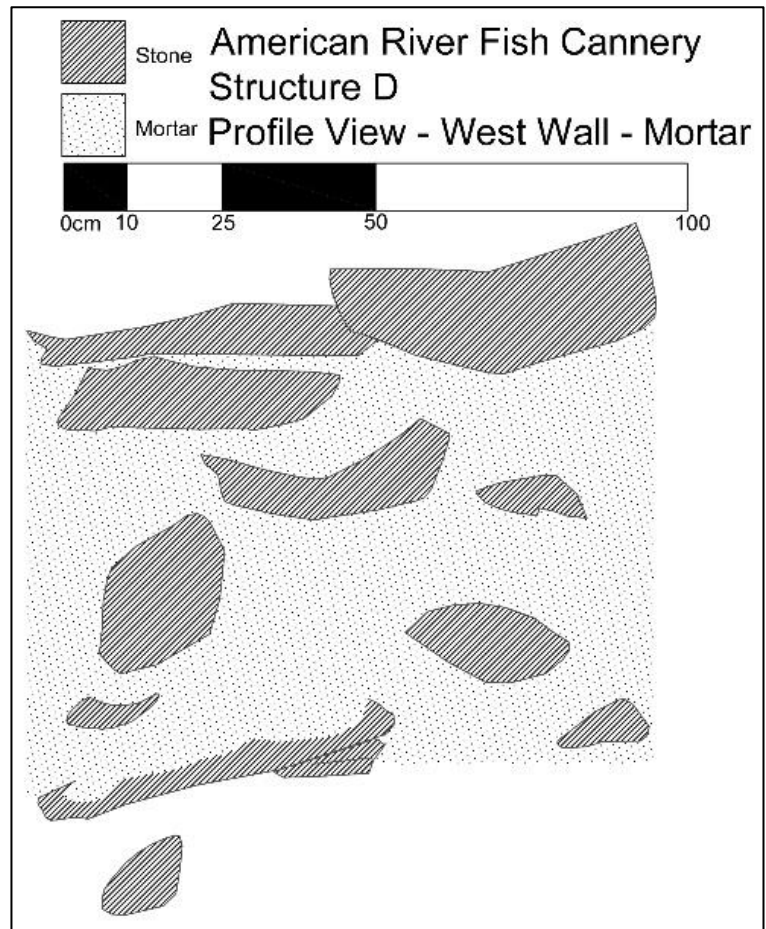 Stone
American River Fish Cannery
Structure D
Mortar
Profile View - West Wall - Mortar
0cm 10 25 50 100